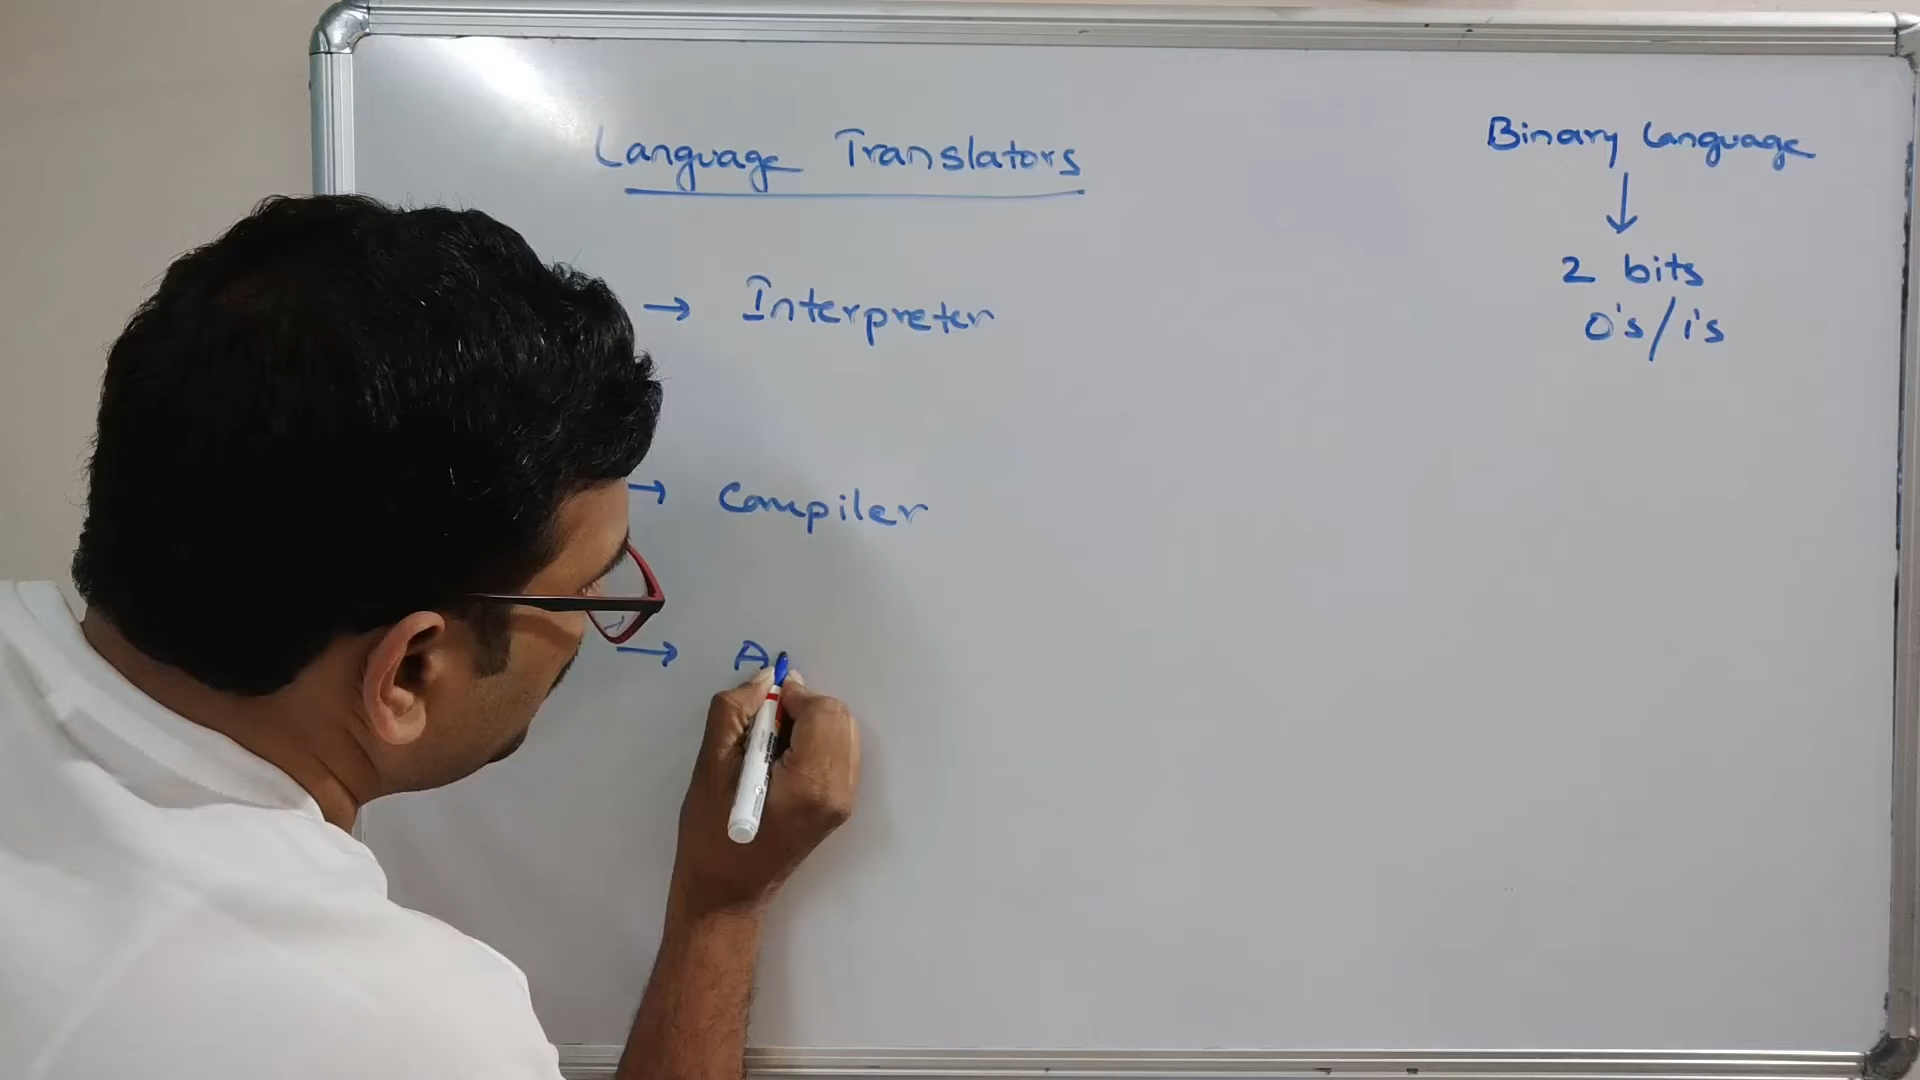 Language Translators
→ Interpreter
→ Compiler
→ A
Binary Language
↓
2 bits
0's/1's